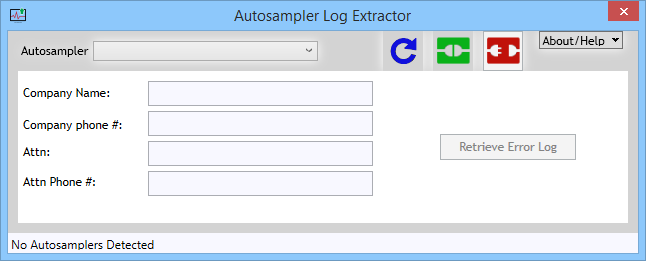 Autosampler Log Extractor
Autosampler
About/Help
Company Name:
Company phone #:
Attn:
Attn Phone #:
Retrieve Error Log
No Autosamplers Detected